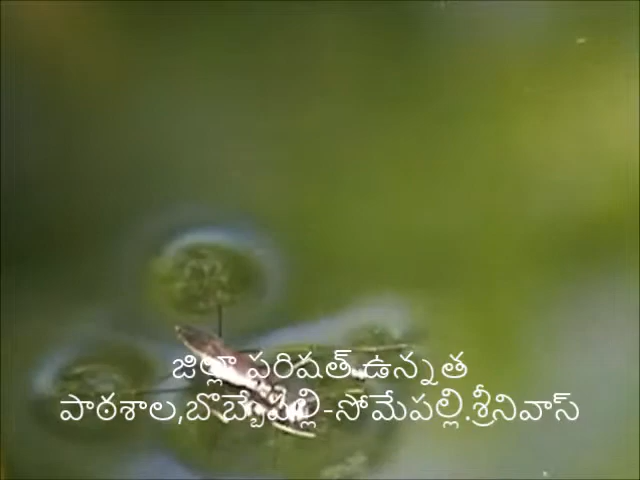 జిల్లా పరిషత్ ఉన్నత
పాఠశాల,బొబ్బేపల్లి-సోమేపల్లి.శ్రీనివాస్